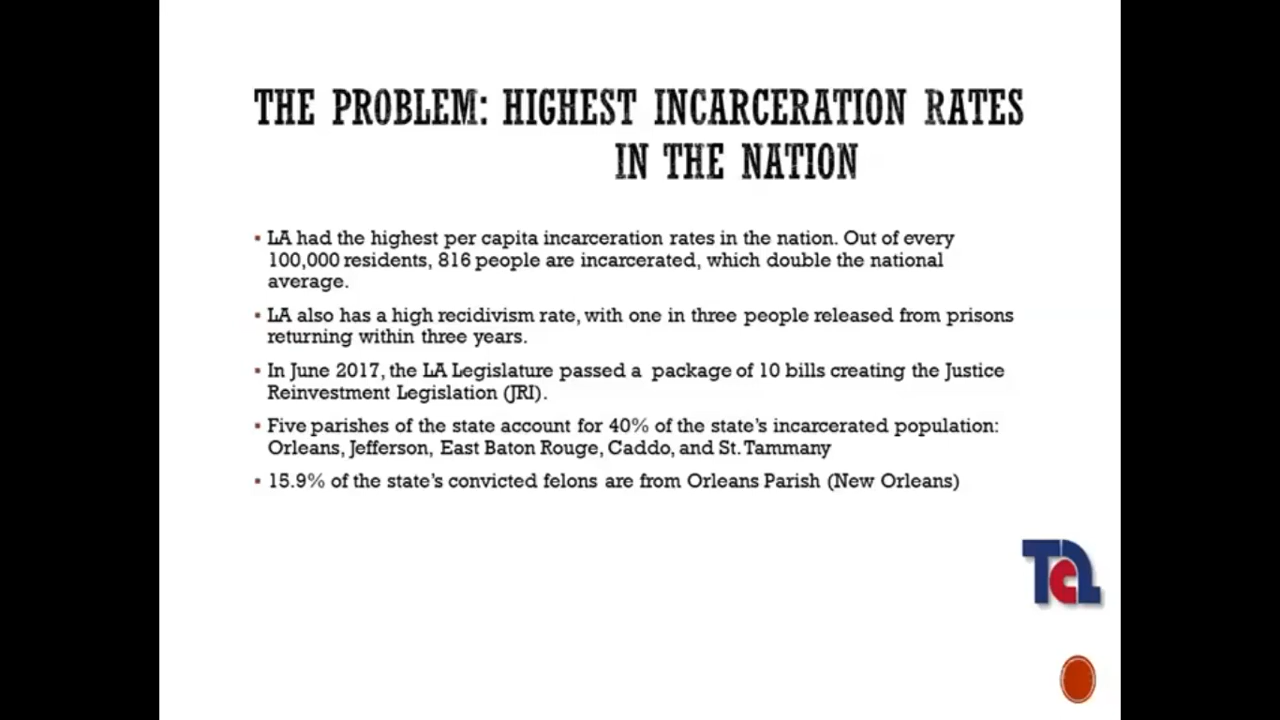 THE PROBLEM: HIGHEST INCARCERATION RATES
IN THE NATION
▪ LA had the highest per capita incarceration rates in the nation. Out of every
100,000 residents, 816 people are incarcerated, which double the national
average.
▪ LA also has a high recidivism rate, with one in three people released from prisons
returning within three years.
▪ In June 2017, the LA Legislature passed a package of 10 bills creating the Justice
Reinvestment Legislation (JRI).
▪ Five parishes of the state account for 40% of the state's incarcerated population:
Orleans, Jefferson, East Baton Rouge, Caddo, and St. Tammany
▪ 15.9% of the state's convicted felons are from Orleans Parish (New Orleans)